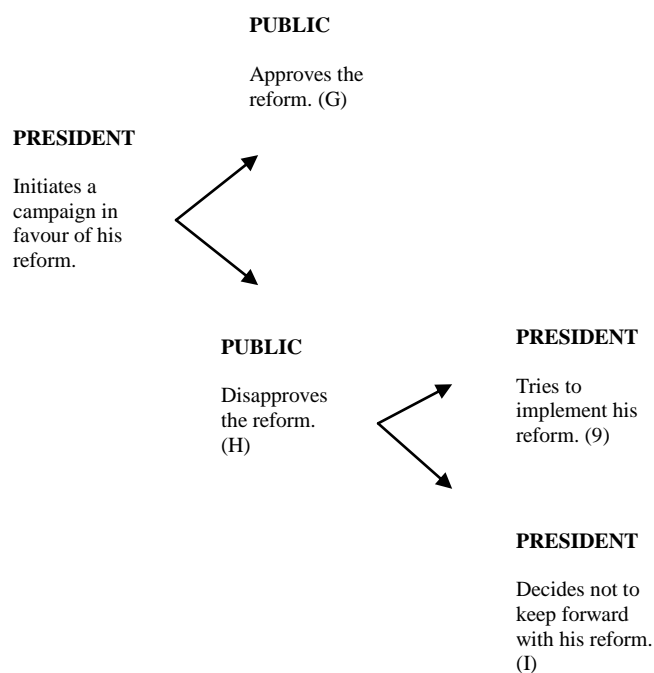 PUBLIC
Approves the
reform. (G)
PRESIDENT
Initiates a
campaign in
favour of his
reform.
PUBLIC
Disapproves
the reform.
(H)
PRESIDENT
Tries to
implement his
reform. (9)
PRESIDENT
Decides not to
keep forward
with his reform.
(I)